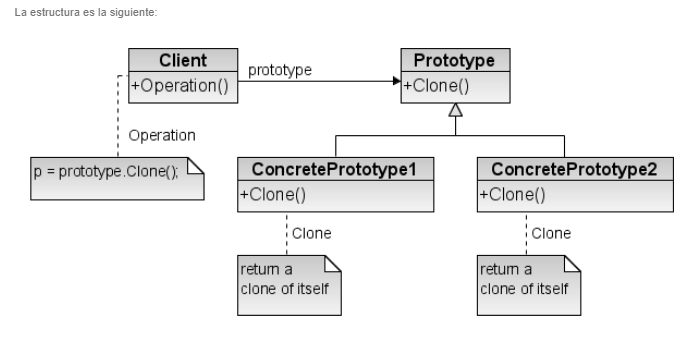 La estructura es la siguiente:
Client
+Operation()
prototype
Prototype
+Clone()
Operation
p = prototype.Clone();
ConcretePrototype1
+Clone()
ConcretePrototype2
+Clone()
Clone
return a
clone of itself
Clone
return a
clone of itself